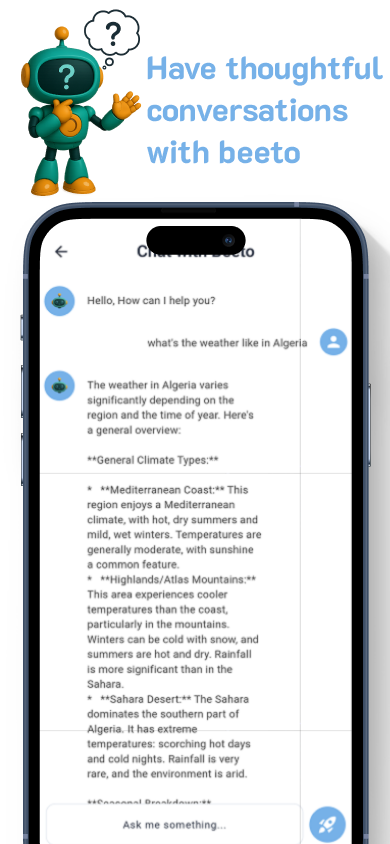 ?
?
Have thoughtful
conversations
with beeto
Chat with Beeto
Hello, How can I help you?
what's the weather like in Algeria
The weather in Algeria varies
significantly depending on the
region and the time of year. Here's
a general overview:
**General Climate Types:**
*   **Mediterranean Coast:** This
region enjoys a Mediterranean
climate, with hot, dry summers and
mild, wet winters. Temperatures are
generally moderate, with sunshine
a common feature.
*   **Highlands/Atlas Mountains:**
This area experiences cooler
temperatures than the coast,
particularly in the mountains.
Winters can be cold with snow, and
summers are hot and dry. Rainfall
is more significant than in the
Sahara.
*   **Sahara Desert:** The Sahara
dominates the southern part of
Algeria. It has extreme
temperatures: scorching hot days
and cold nights. Rainfall is very
rare, and the environment is arid.
**Seasonal Breakdown:**
Ask me something...